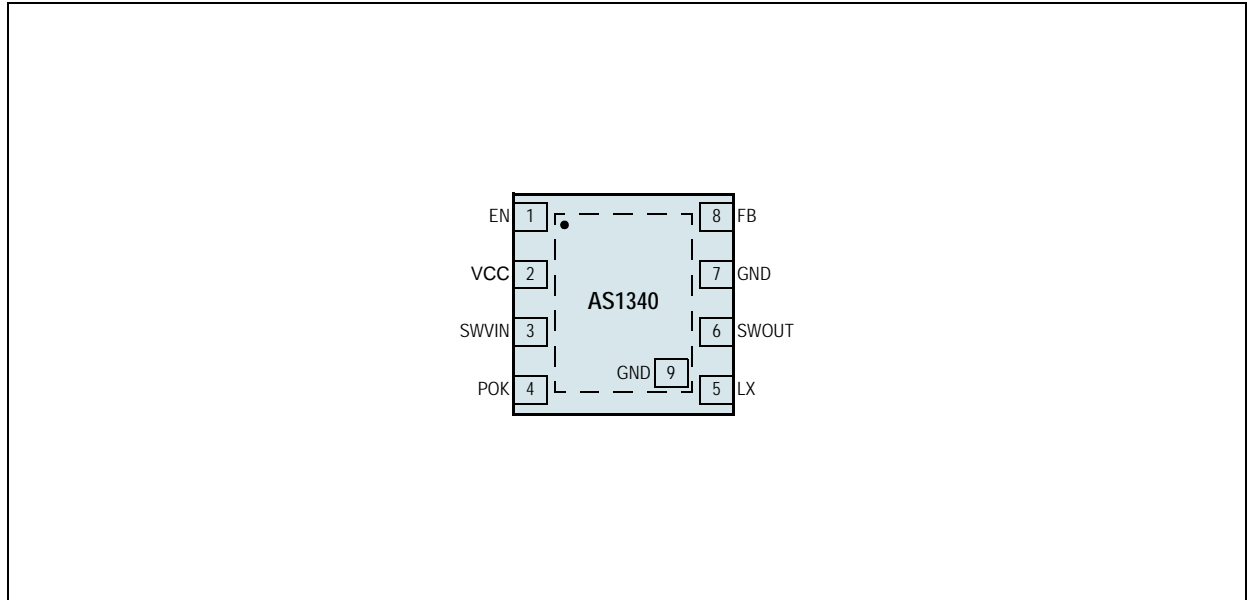 EN 1 8 FB
VCC 2 7 GND
AS1340
SWVIN 3 6 SWOUT
GND 9
POK 4 5 LX